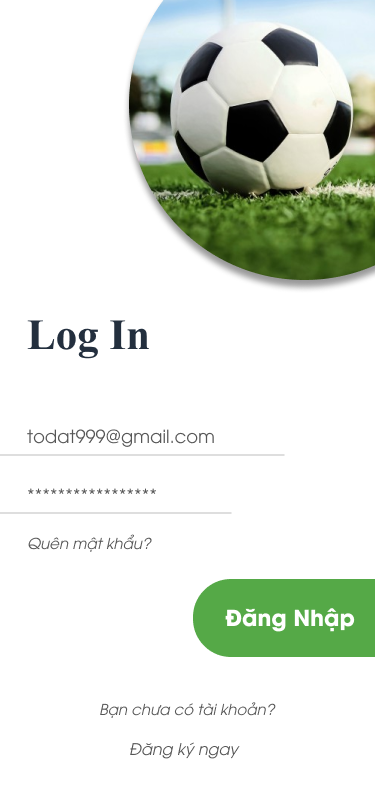 Log In
todat999@gmail.com
*****************
Quên mật khẩu?
Đăng Nhập
Bạn chưa có tài khoản?
Đăng ký ngay